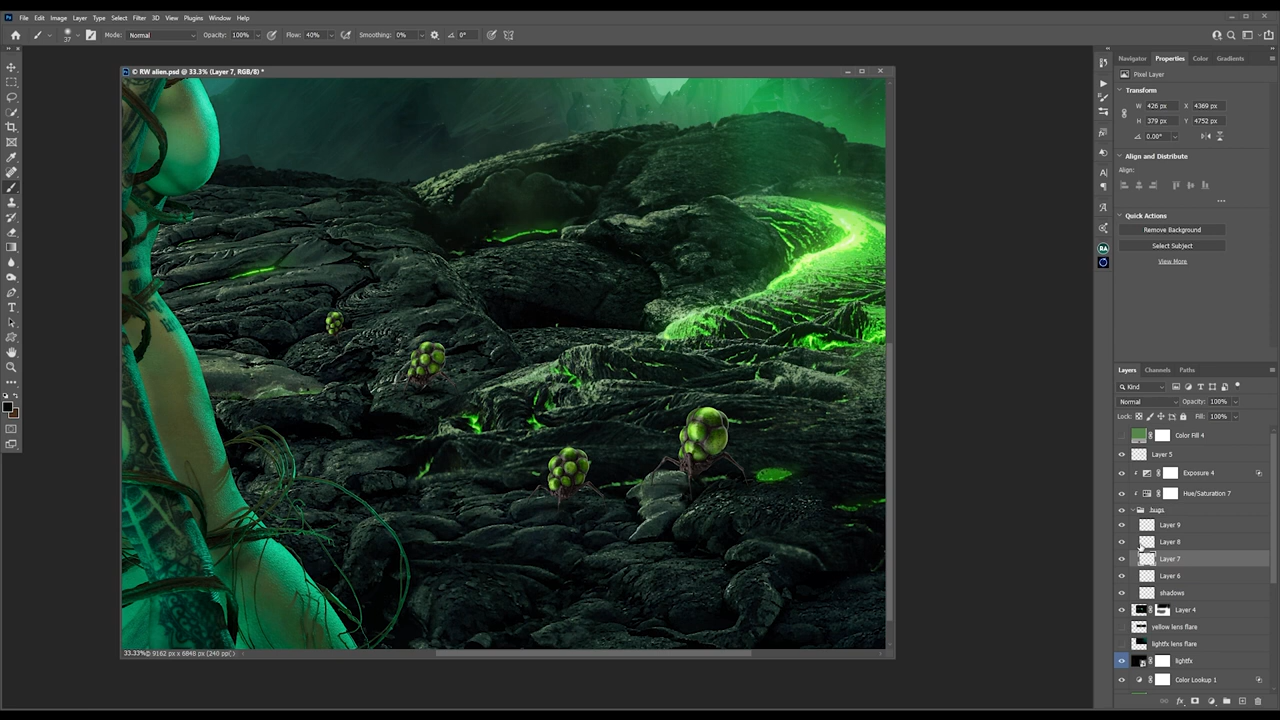 File Edit Image Layer Type Select Filter 3D View Plugins Window Help
37 Mode: Normal Opacity: 100% Flow: 40% Smoothing: 0% 0°
© RW alien.psd @ 33.3% (Layer 7, RGB/8) *
33.33% © 9162 px x 6848 px (240 ppi)
Navigator Properties Color Gradients
Pixel Layer
Transform
W 426 px X 4369 px
H 379 px Y 4752 px
0.00°
Align and Distribute
Align:
Quick Actions
Remove Background
Select Subject
View More
Layers Channels Paths
Kind
Normal Opacity: 100%
Lock: Fill: 100%
Color Fill 4
Layer 5
Exposure 4
Hue/Saturation 7
bugs
Layer 9
Layer 8
Layer 7
Layer 6
shadows
Layer 4
yellow lens flare
lightfx lens flare
lightfx
Color Lookup 1